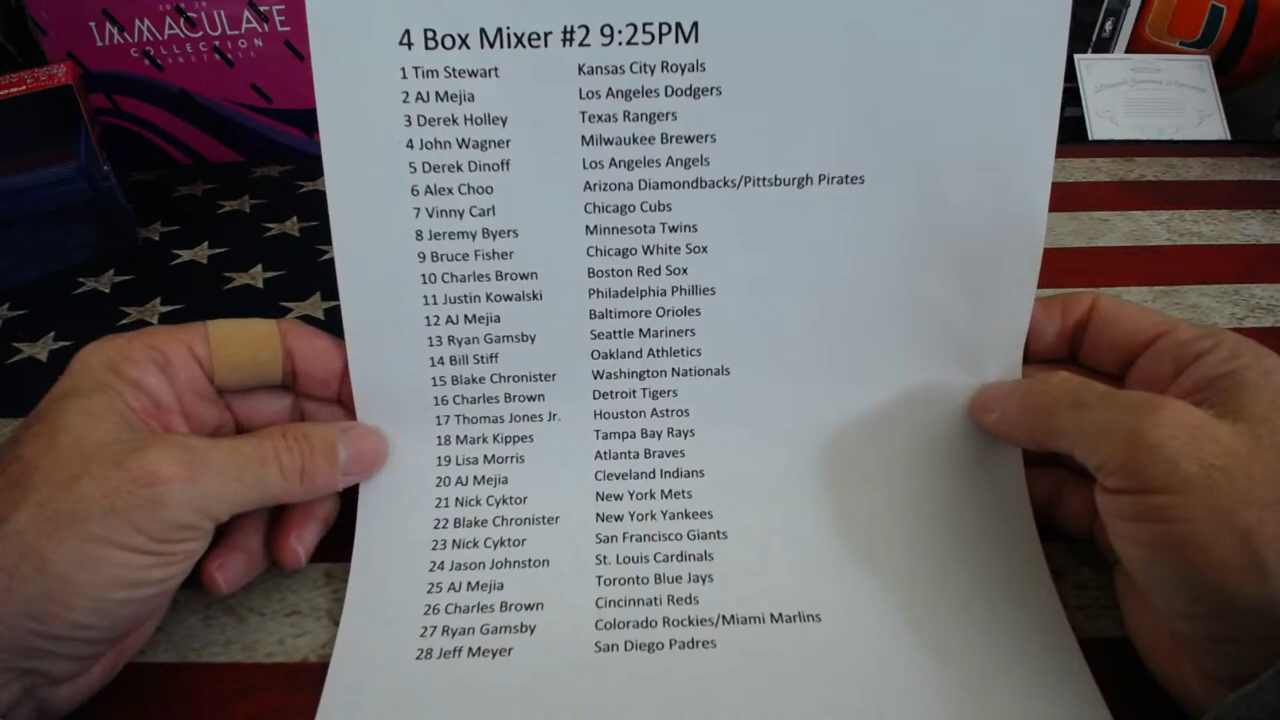 IMMACULATE
COLLECTION
BASKETBALL
4 Box Mixer #2 9:25PM
1 Tim Stewart Kansas City Royals
2 AJ Mejia Los Angeles Dodgers
3 Derek Holley Texas Rangers
4 John Wagner Milwaukee Brewers
5 Derek Dinoff Los Angeles Angels
6 Alex Choo Arizona Diamondbacks/Pittsburgh Pirates
7 Vinny Carl Chicago Cubs
8 Jeremy Byers Minnesota Twins
9 Bruce Fisher Chicago White Sox
10 Charles Brown Boston Red Sox
11 Justin Kowalski Philadelphia Phillies
12 AJ Mejia Baltimore Orioles
13 Ryan Gamsby Seattle Mariners
14 Bill Stiff Oakland Athletics
15 Blake Chronister Washington Nationals
16 Charles Brown Detroit Tigers
17 Thomas Jones Jr. Houston Astros
18 Mark Kippes Tampa Bay Rays
19 Lisa Morris Atlanta Braves
20 AJ Mejia Cleveland Indians
21 Nick Cyktor New York Mets
22 Blake Chronister New York Yankees
23 Nick Cyktor San Francisco Giants
24 Jason Johnston St. Louis Cardinals
25 AJ Mejia Toronto Blue Jays
26 Charles Brown Cincinnati Reds
27 Ryan Gamsby Colorado Rockies/Miami Marlins
28 Jeff Meyer San Diego Padres